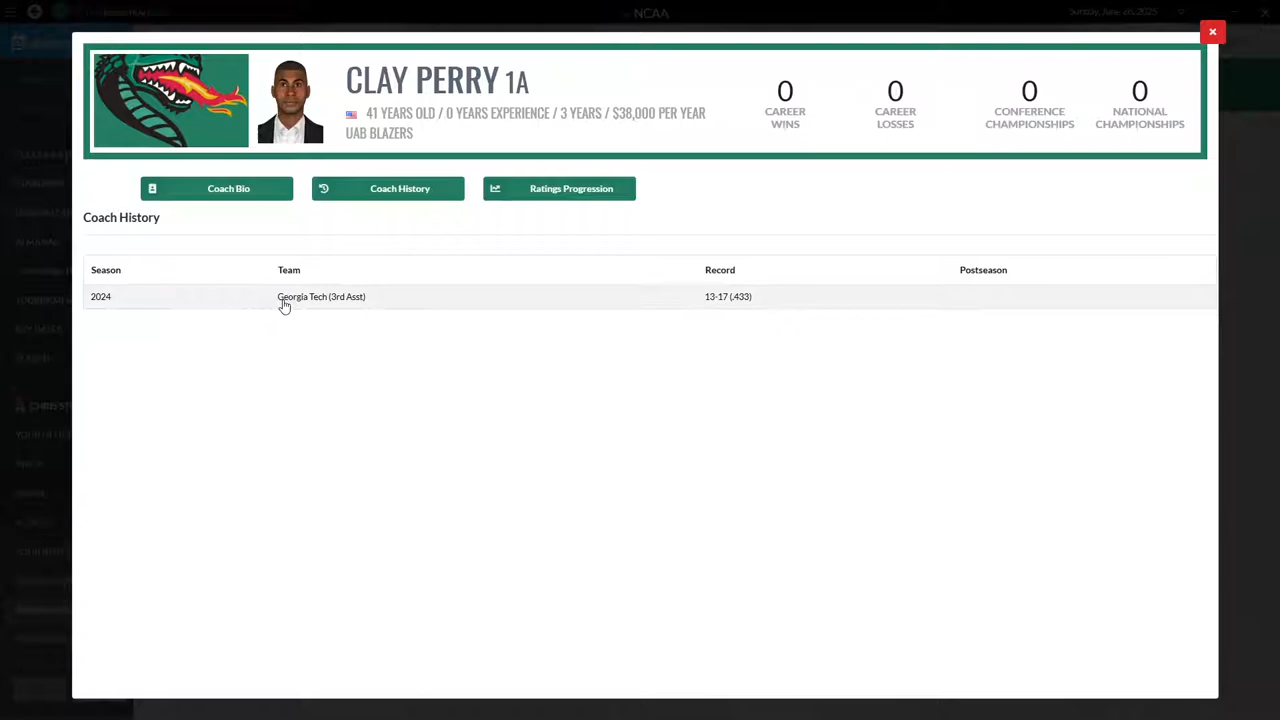 NCAA
CLAY PERRY 1A
41 YEARS OLD / 0 YEARS EXPERIENCE / 3 YEARS / $38,000 PER YEAR
UAB BLAZERS
0 0 0 0
CAREER WINS CAREER LOSSES CONFERENCE CHAMPIONSHIPS NATIONAL CHAMPIONSHIPS
Coach Bio Coach History Ratings Progression
Coach History
Season Team Record Postseason
2024 Georgia Tech (3rd Asst) 13-17 (.433)